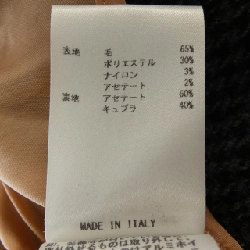 表地 毛 65%
ポリエステル 30%
ナイロン 3%
アセテート 2%
裏地 アセテート 60%
キュプラ 40%
MADE IN ITALY